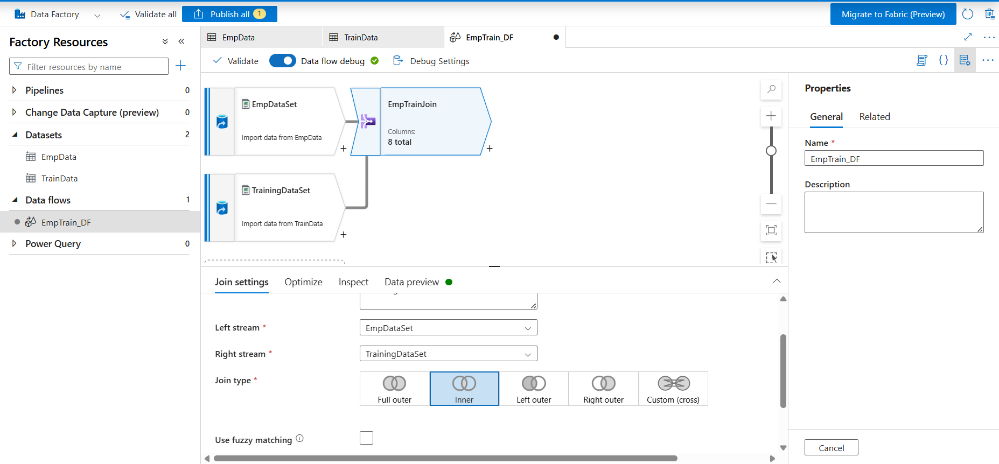 Data Factory
Validate all
Publish all 1
Migrate to Fabric (Preview)
Factory Resources
Filter resources by name
Pipelines 0
Change Data Capture (preview) 0
Datasets 2
EmpData
TrainData
Data flows 1
EmpTrain_DF
Power Query 0
EmpData
TrainData
EmpTrain_DF
Validate
Data flow debug
Debug Settings
EmpDataSet
Import data from EmpData
EmpTrainJoin
Columns:
8 total
TrainingDataSet
Import data from TrainData
Join settings
Optimize
Inspect
Data preview
Left stream *
EmpDataSet
Right stream *
TrainingDataSet
Join type *
Full outer
Inner
Left outer
Right outer
Custom (cross)
Use fuzzy matching
Properties
General
Related
Name *
EmpTrain_DF
Description
Cancel